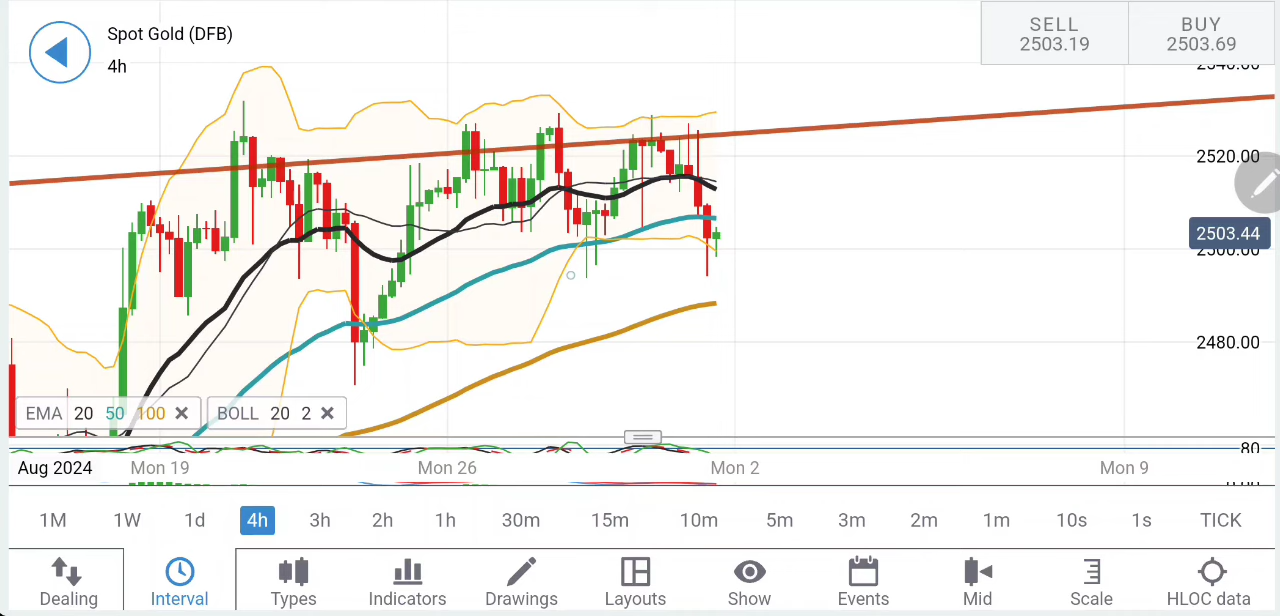 Spot Gold (DFB)
4h
SELL
2503.19
BUY
2503.69
2520.00
2503.44
2500.00
2480.00
EMA 20 50 100
BOLL 20 2
80
Aug 2024 Mon 19 Mon 26 Mon 2 Mon 9
1M 1W 1d 4h 3h 2h 1h 30m 15m 10m 5m 3m 2m 1m 10s 1s TICK
Dealing Interval Types Indicators Drawings Layouts Show Events Mid Scale HLOC data